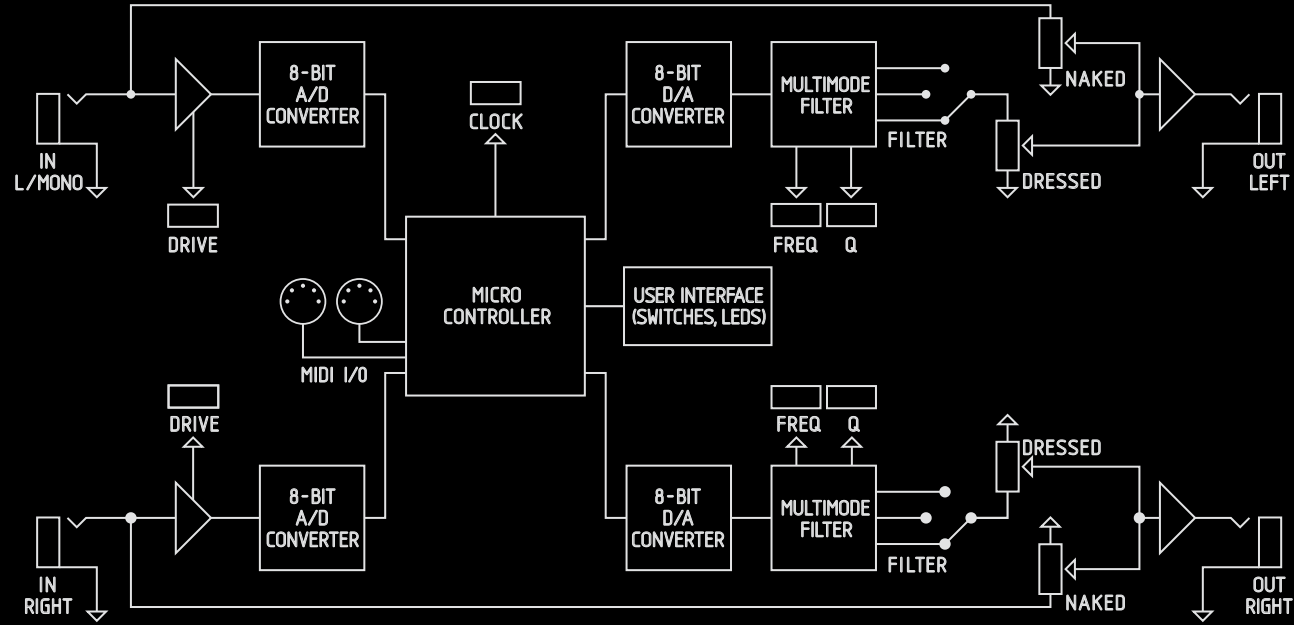 8-BIT
A/D
CONVERTER
CLOCK
8-BIT
D/A
CONVERTER
MULTIMODE
FILTER
FILTER
NAKED
DRESSED
IN
L/MONO
OUT
LEFT
DRIVE
FREQ
Q
MICRO
CONTROLLER
USER INTERFACE
(SWITCHES, LEDS)
MIDI I/O
DRIVE
FREQ
Q
DRESSED
8-BIT
A/D
CONVERTER
8-BIT
D/A
CONVERTER
MULTIMODE
FILTER
FILTER
NAKED
IN
RIGHT
OUT
RIGHT